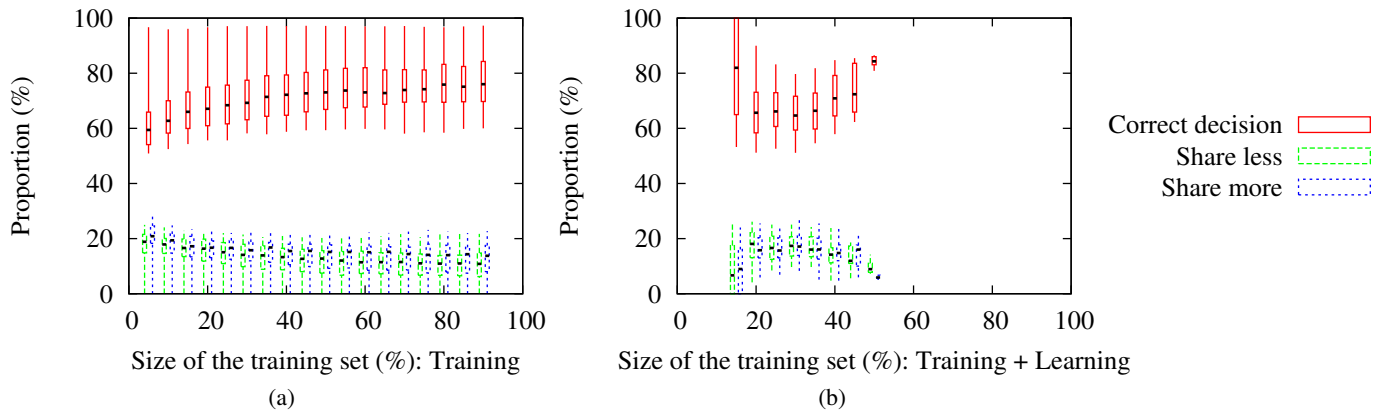 100
80
60
40
20
0
Proportion (%)
0 20 40 60 80 100
Size of the training set (%): Training
(a)
100
80
60
40
20
0
Proportion (%)
0 20 40 60 80 100
Size of the training set (%): Training + Learning
(b)
Correct decision
Share less
Share more